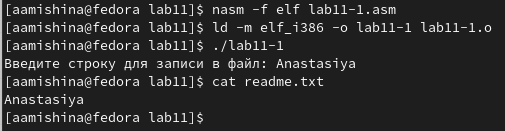 [aamishina@fedora lab11]$ nasm -f elf lab11-1.asm
[aamishina@fedora lab11]$ ld -m elf_i386 -o lab11-1 lab11-1.o
[aamishina@fedora lab11]$ ./lab11-1
Введите строку для записи в файл: Anastasiya
[aamishina@fedora lab11]$ cat readme.txt
Anastasiya
[aamishina@fedora lab11]$